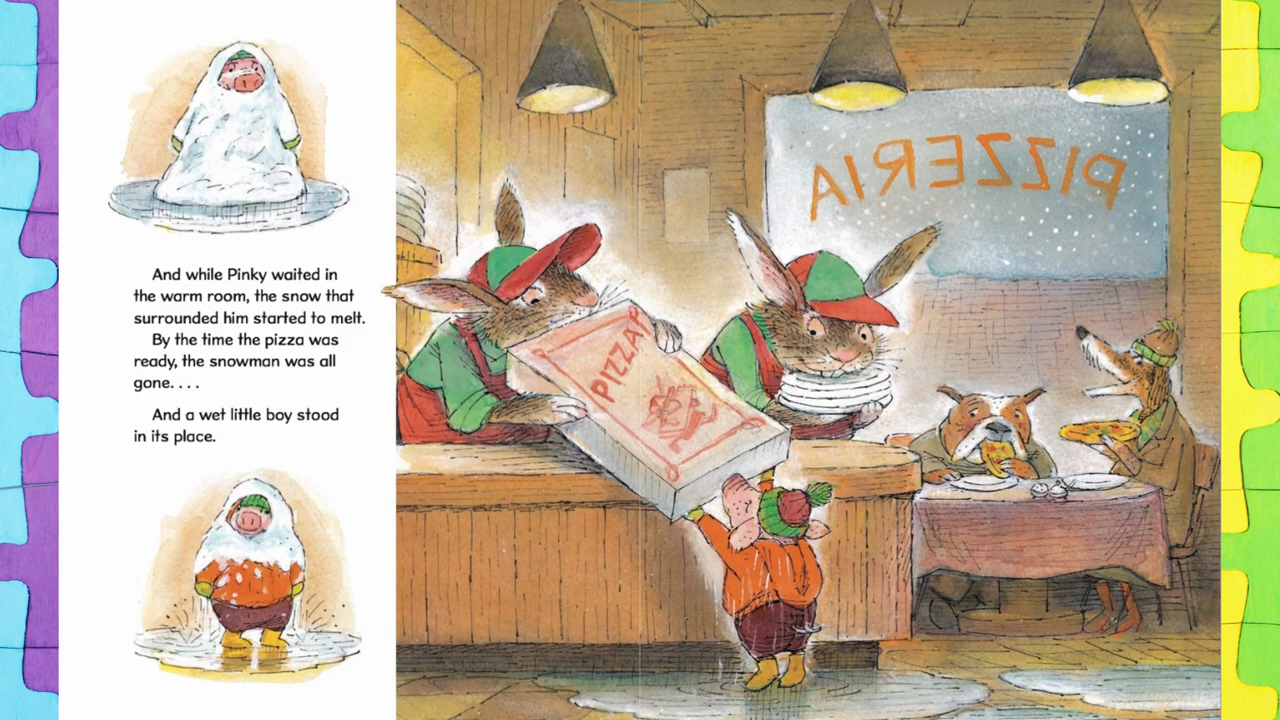 And while Pinky waited in
the warm room, the snow that
surrounded him started to melt.
By the time the pizza was
ready, the snowman was all
gone. . . .
And a wet little boy stood
in its place.
PIZZA
PIZZERIA